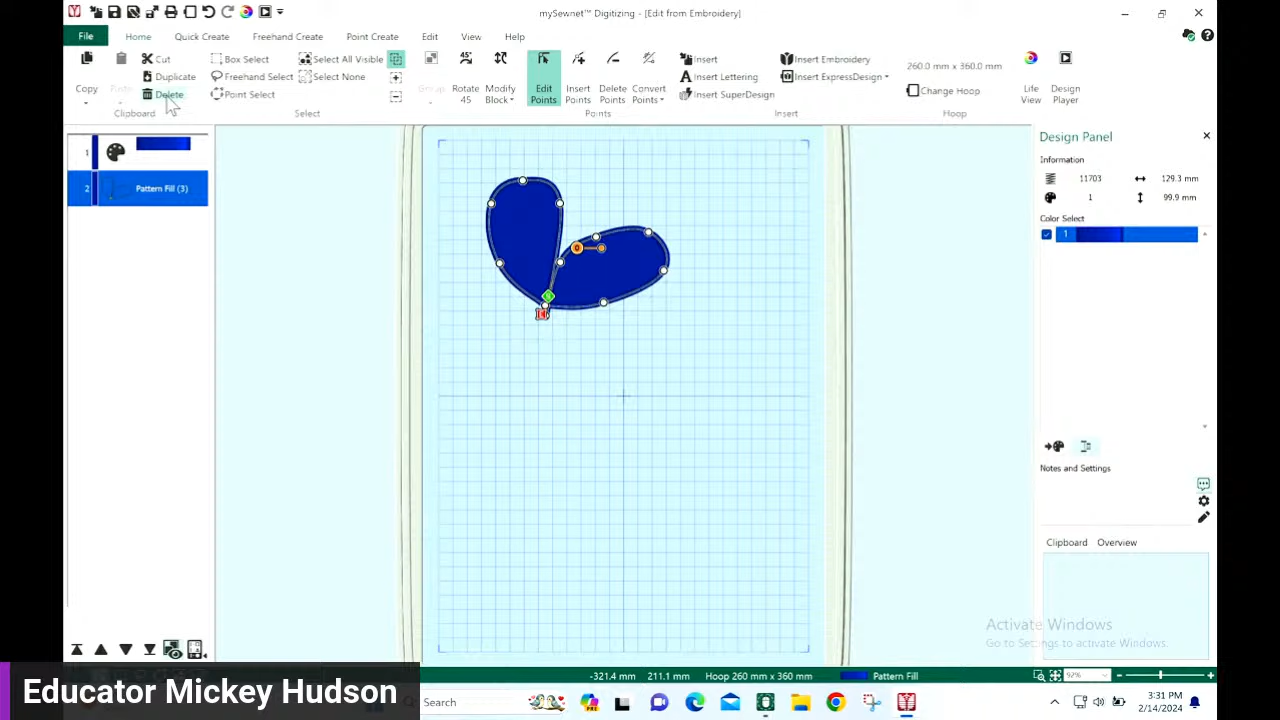 mySewnet™ Digitizing - [Edit from Embroidery]
File Home Quick Create Freehand Create Point Create Edit View Help
Copy
Paste
Cut
Duplicate
Delete
Clipboard
Box Select
Freehand Select
Point Select
Select All Visible
Select None
Select
Group
Rotate
45
Modify
Block
Edit
Points
Insert
Points
Delete
Points
Convert
Points
Points
Insert
Insert Lettering
Insert SuperDesign
Insert Embroidery
Insert ExpressDesign
Insert
260.0 mm x 360.0 mm
Change Hoop
Hoop
Life
View
Design
Player
1
2 Pattern Fill (3)
Design Panel
Information
11703 129.3 mm
1 99.9 mm
Color Select
1
Notes and Settings
Clipboard Overview
Activate Windows
Go to Settings to activate Windows.
-321.4 mm 211.1 mm Hoop 260 mm x 360 mm Pattern Fill 92%
Educator Mickey Hudson
Search
3:31 PM
2/14/2024